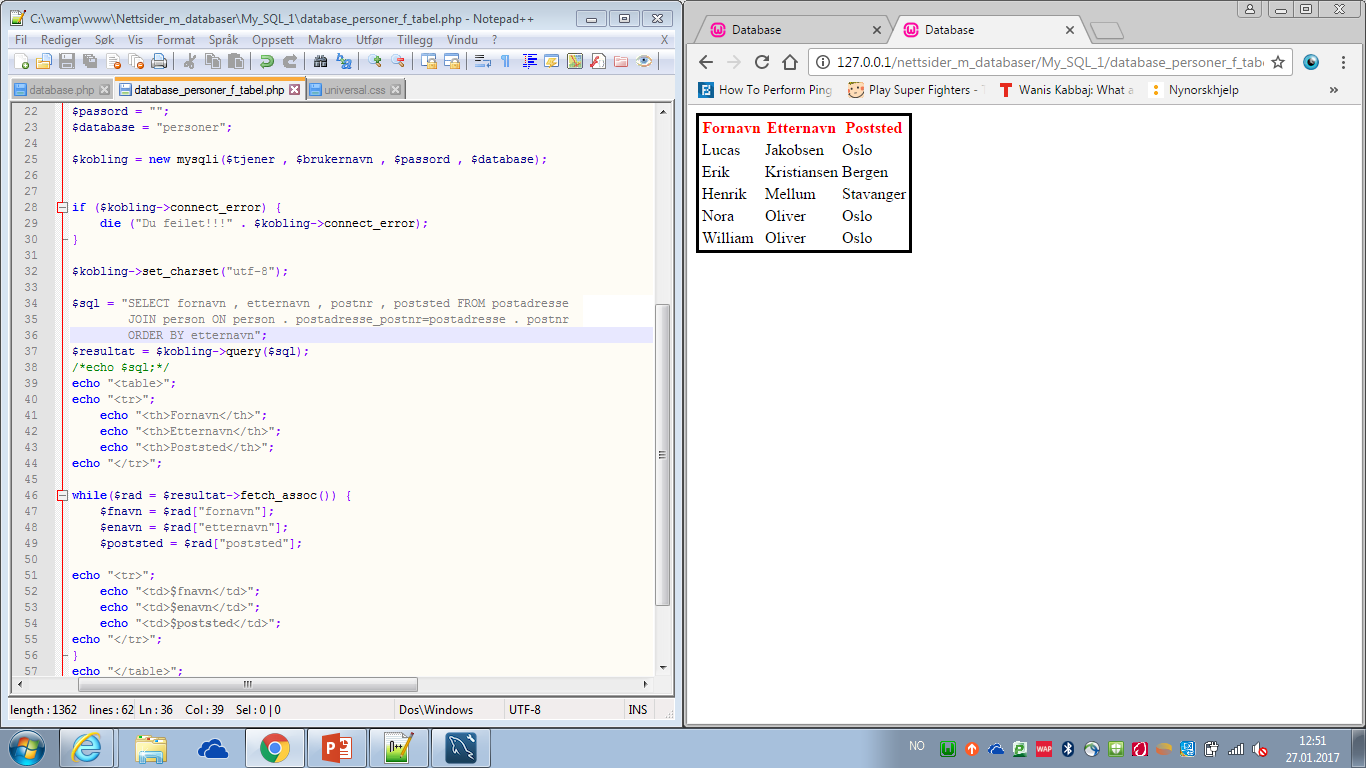 C:\wamp\www\Nettsider_m_databaser\My_SQL_1\database_personer_f_tabel.php - Notepad++
Fil Rediger Søk Vis Format Språk Oppsett Makro Utfør Tillegg Vindu ? X
database.php database_personer_f_tabel.php universal.css
22 $passord = "";
23 $database = "personer";
24
25 $kobling = new mysqli($tjener , $brukernavn , $passord , $database);
26
27
28 if ($kobling->connect_error) {
29 die ("Du feilet!!!" . $kobling->connect_error);
30 }
31
32 $kobling->set_charset("utf-8");
33
34 $sql = "SELECT fornavn , etternavn , postnr , poststed FROM postadresse
35 JOIN person ON person . postadresse_postnr=postadresse . postnr
36 ORDER BY etternavn";
37 $resultat = $kobling->query($sql);
38 /*echo $sql;*/
39 echo "<table>";
40 echo "<tr>";
41 echo "<th>Fornavn</th>";
42 echo "<th>Etternavn</th>";
43 echo "<th>Poststed</th>";
44 echo "</tr>";
45
46 while($rad = $resultat->fetch_assoc()) {
47 $fnavn = $rad["fornavn"];
48 $enavn = $rad["etternavn"];
49 $poststed = $rad["poststed"];
50
51 echo "<tr>";
52 echo "<td>$fnavn</td>";
53 echo "<td>$enavn</td>";
54 echo "<td>$poststed</td>";
55 echo "</tr>";
56 }
57 echo "</table>";
length : 1362 lines : 62 Ln : 36 Col : 39 Sel : 0 | 0 Dos\Windows UTF-8 INS
Database Database
127.0.0.1/nettsider_m_databaser/My_SQL_1/database_personer_f_tabe
How To Perform Ping Play Super Fighters - Wanis Kabbaj: What a Nynorskhjelp »
Fornavn Etternavn Poststed
Lucas Jakobsen Oslo
Erik Kristiansen Bergen
Henrik Mellum Stavanger
Nora Oliver Oslo
William Oliver Oslo
NO WAP 12:51
27.01.2017